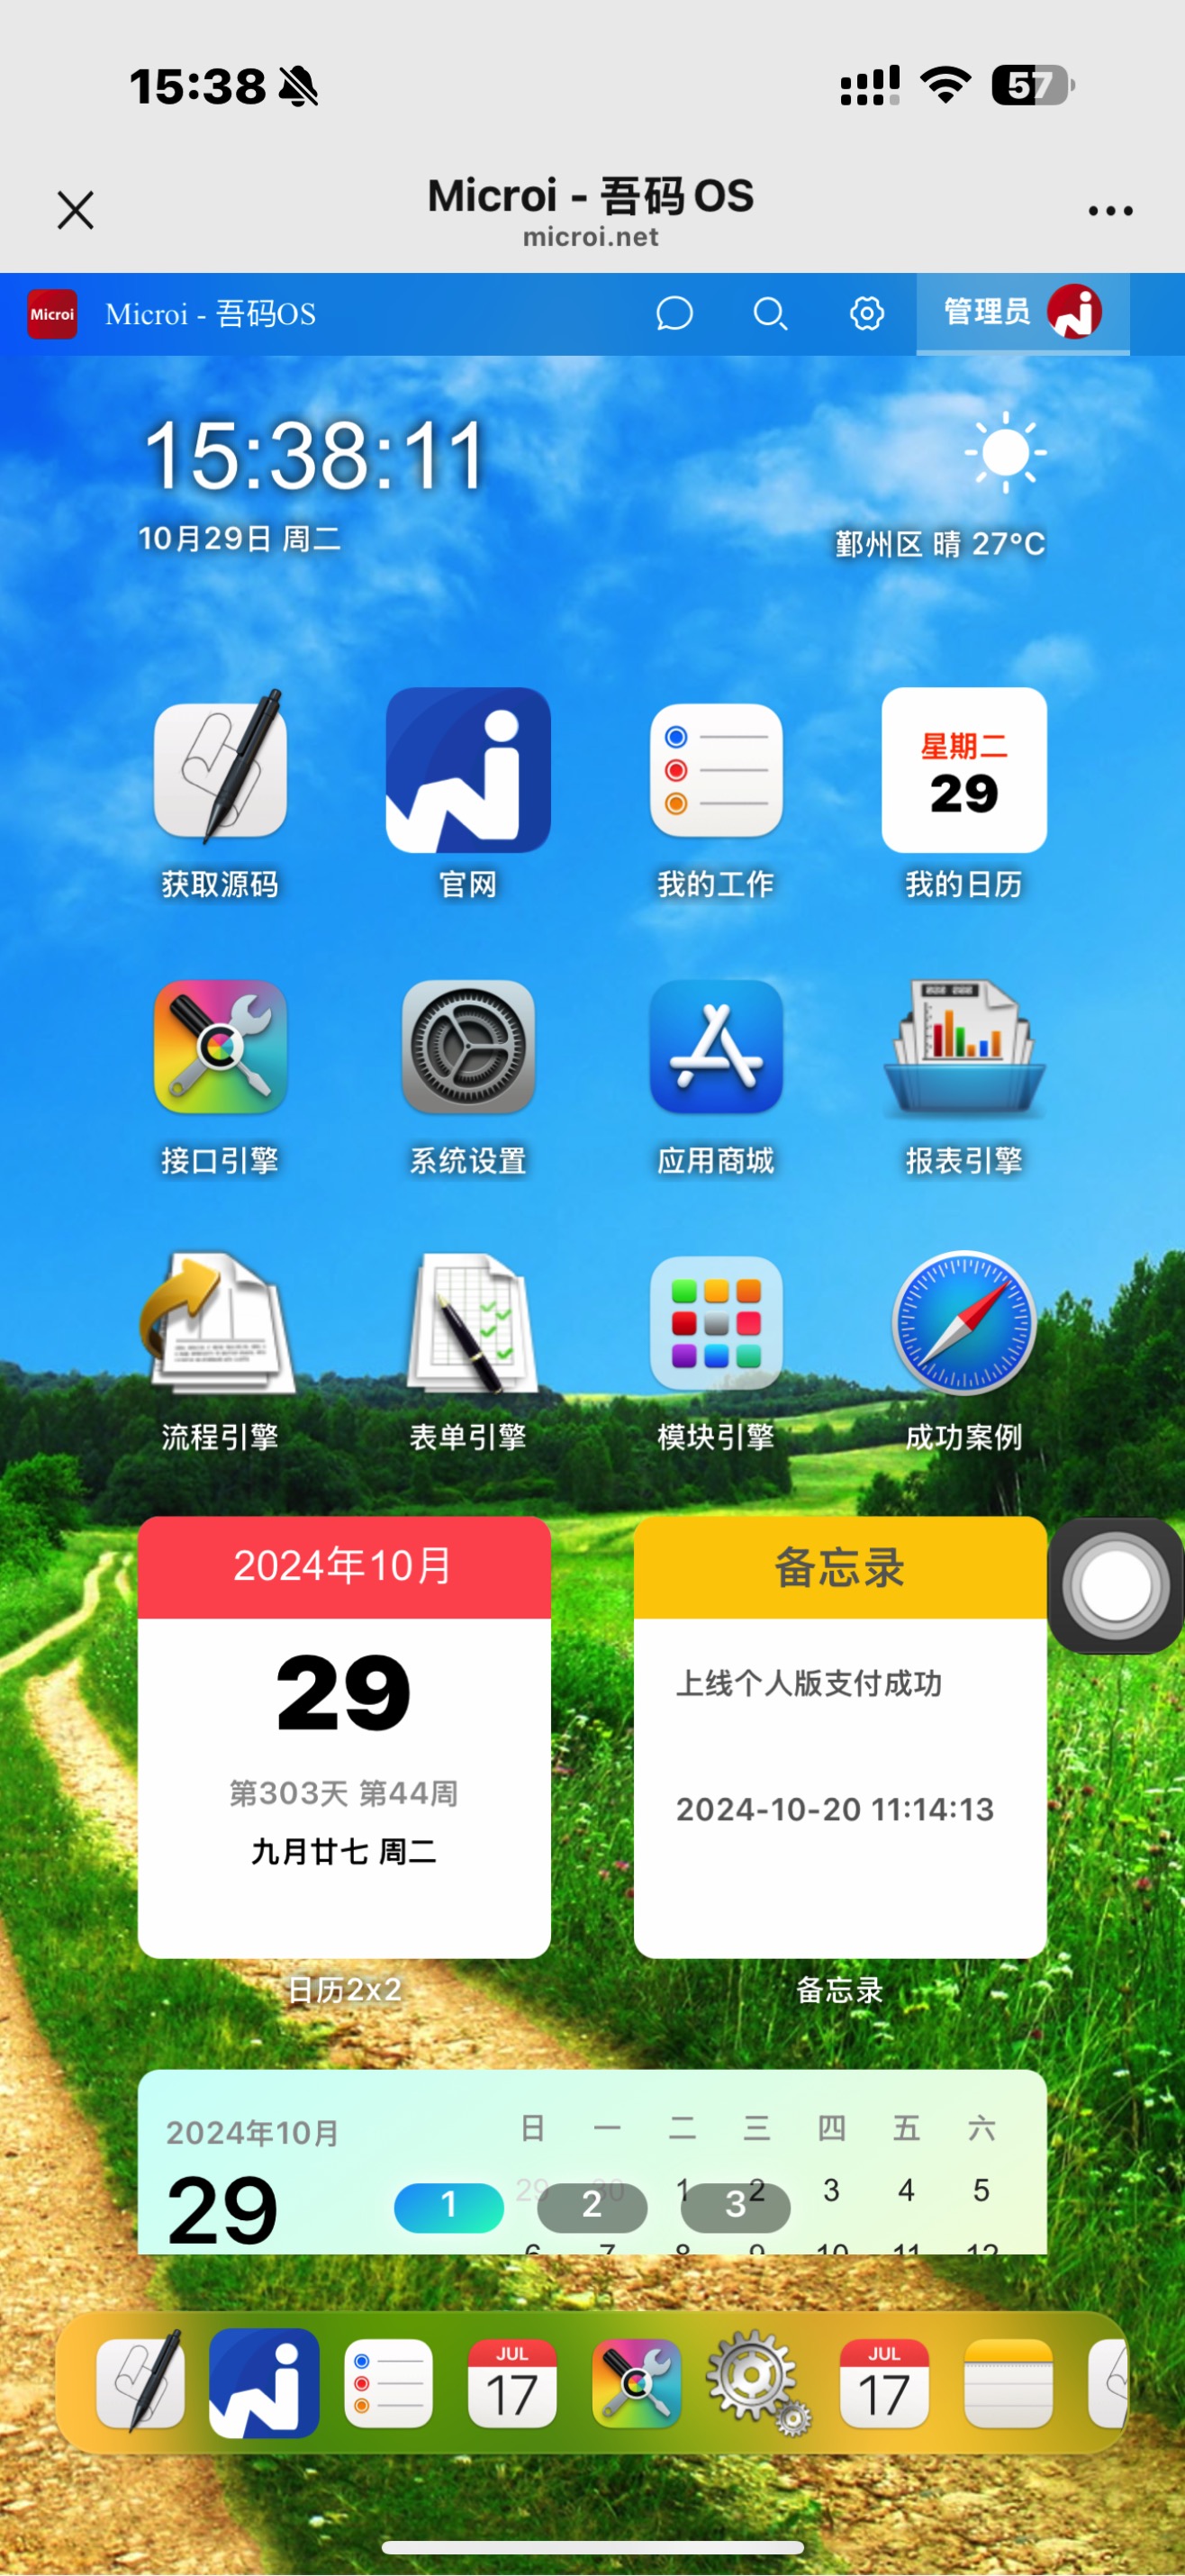 15:38
57
Microi - 吾码 OS
microi.net
Microi
Microi - 吾码OS
管理员
15:38:11
10月29日 周二
鄞州区 晴 27°C
星期二
29
获取源码
官网
我的工作
我的日历
接口引擎
系统设置
应用商城
报表引擎
流程引擎
表单引擎
模块引擎
成功案例
2024年10月
29
第303天 第44周
九月廿七 周二
日历2x2
备忘录
上线个人版支付成功
2024-10-20 11:14:13
备忘录
2024年10月
29
日 一 二 三 四 五 六
29 30 1 2 3 4 5
6 7 8 9 10 11 12
1 2 3
JUL
17
JUL
17